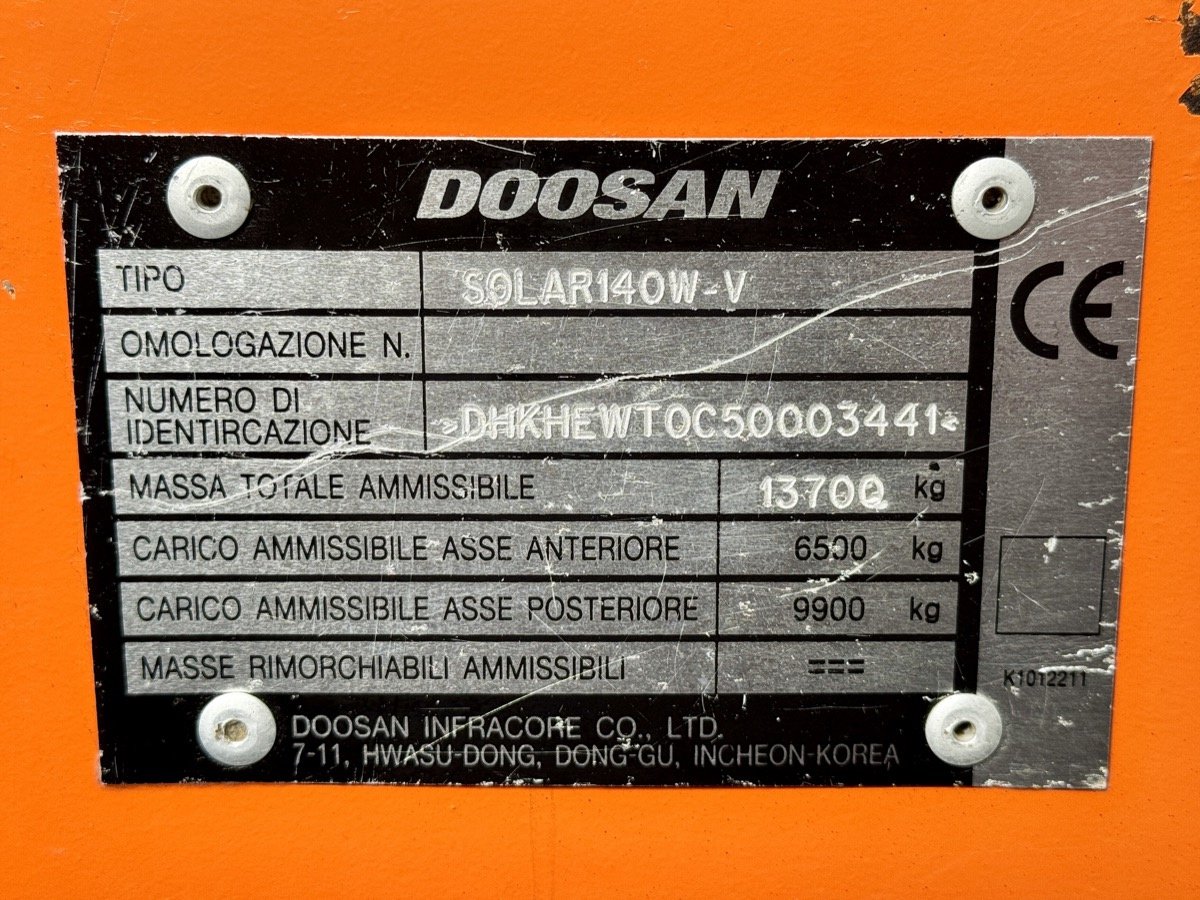 DOOSAN
TIPO SOLAR140W-V
CE
OMOLOGAZIONE N.
NUMERO DI
IDENTIRCAZIONE DHKHEWT0C50003441
MASSA TOTALE AMMISSIBILE 13700 kg
CARICO AMMISSIBILE ASSE ANTERIORE 6500 kg
CARICO AMMISSIBILE ASSE POSTERIORE 9900 kg
MASSE RIMORCHIABILI AMMISSIBILI ===
K1012211
DOOSAN INFRACORE CO., LTD.
7-11, HWASU-DONG, DONG-GU, INCHEON-KOREA